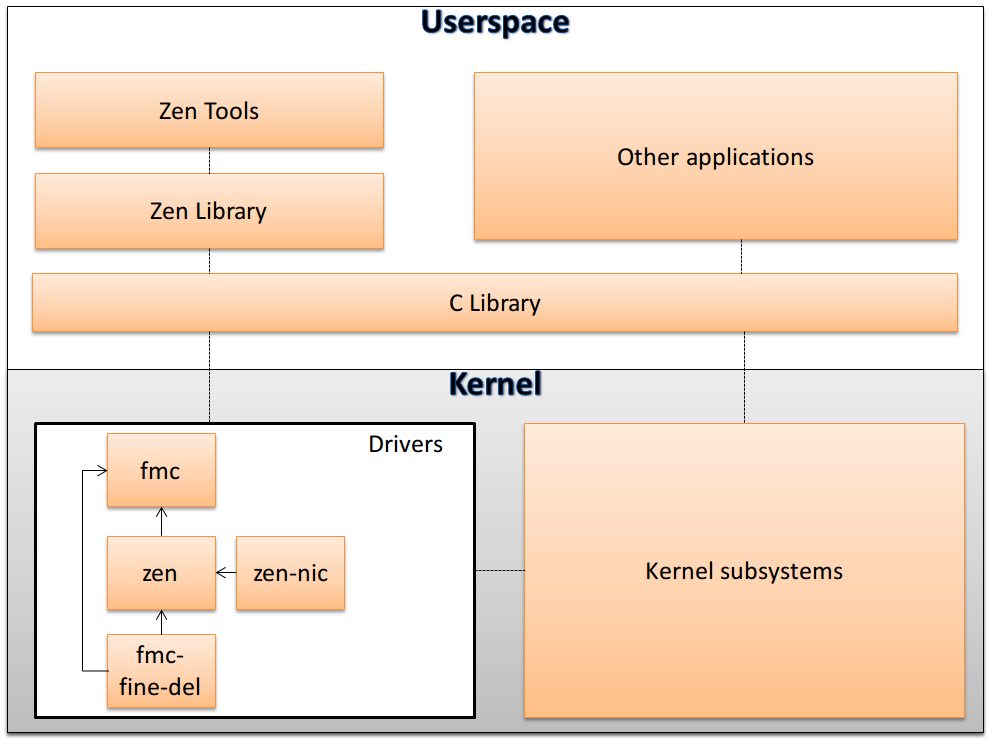 Userspace
Zen Tools
Other applications
Zen Library
C Library
Kernel
Drivers
fmc
zen
zen-nic
Kernel subsystems
fmc-
fine-del